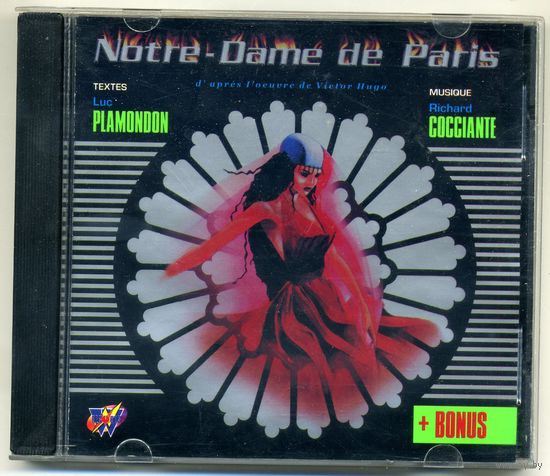 Notre-Dame de Paris
d'après l'oeuvre de Victor Hugo
TEXTES
Luc
PLAMONDON
MUSIQUE
Richard
COCCIANTE
+ BONUS